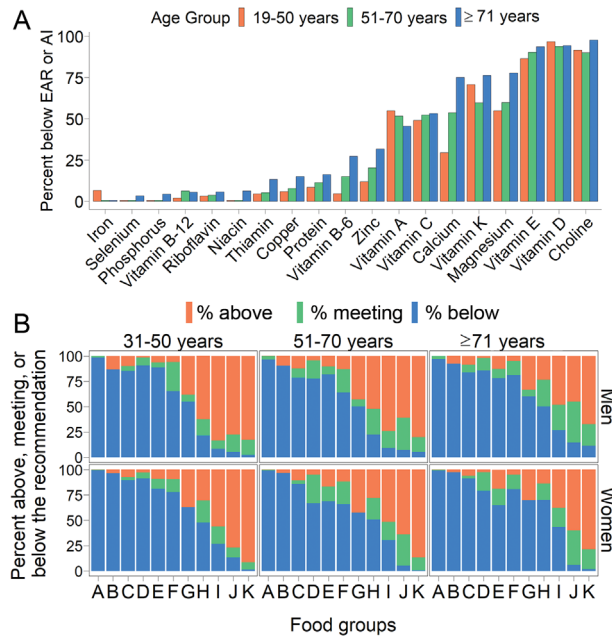 A
Age Group 19-50 years 51-70 years ≥ 71 years
Percent below EAR or AI
100
75
50
25
0
Iron
Selenium
Phosphorus
Vitamin B-12
Riboflavin
Niacin
Thiamin
Copper
Protein
Vitamin B-6
Zinc
Vitamin A
Vitamin C
Calcium
Vitamin K
Magnesium
Vitamin E
Vitamin D
Choline
B
% above % meeting % below
31-50 years 51-70 years ≥71 years
Percent above, meeting, or
below the recommendation
100
75
50
25
0
Men
100
75
50
25
0
Women
A B C D E F G H I J K A B C D E F G H I J K A B C D E F G H I J K
Food groups